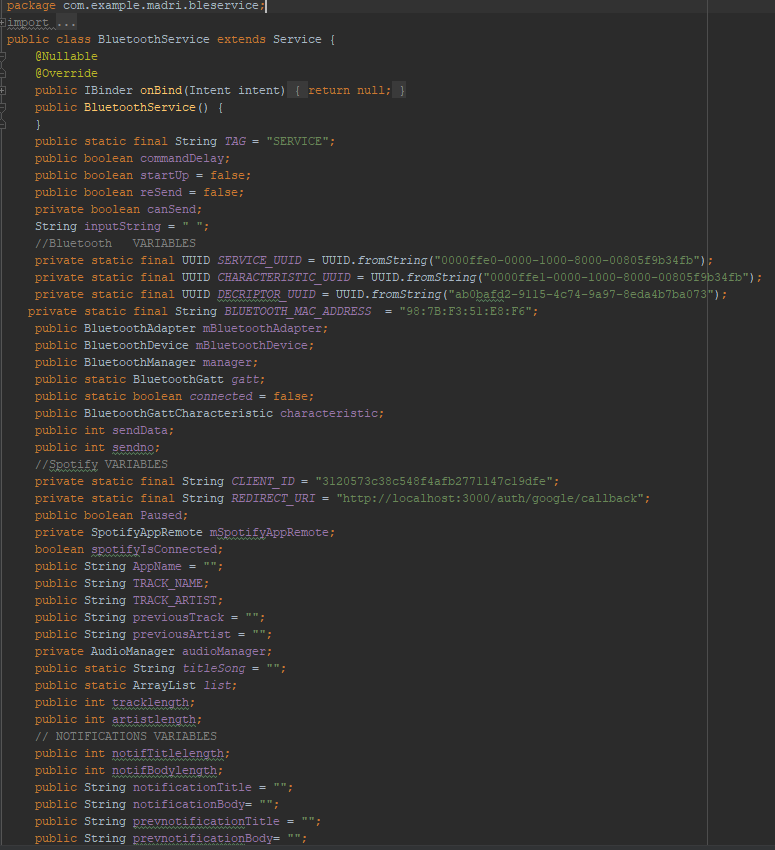 package com.example.madri.bleservice;
import ...
public class BluetoothService extends Service {
@Nullable
@Override
public IBinder onBind(Intent intent) { return null; }
public BluetoothService() {
}
public static final String TAG = "SERVICE";
public boolean commandDelay;
public boolean startUp = false;
public boolean reSend = false;
private boolean canSend;
String inputString = " ";
//Bluetooth   VARIABLES
private static final UUID SERVICE_UUID = UUID.fromString("0000ffe0-0000-1000-8000-00805f9b34fb");
private static final UUID CHARACTERISTIC_UUID = UUID.fromString("0000ffe1-0000-1000-8000-00805f9b34fb");
private static final UUID DECRIPTOR_UUID = UUID.fromString("ab0bafd2-9115-4c74-9a97-8eda4b7ba073");
private static final String BLUETOOTH_MAC_ADDRESS  = "98:7B:F3:51:E8:F6";
public BluetoothAdapter mBluetoothAdapter;
public BluetoothDevice mBluetoothDevice;
public BluetoothManager manager;
public static BluetoothGatt gatt;
public static boolean connected = false;
public BluetoothGattCharacteristic characteristic;
public int sendData;
public int sendno;
//Spotify VARIABLES
private static final String CLIENT_ID = "3120573c38c548f4afb2771147c19dfe";
private static final String REDIRECT_URI = "http://localhost:3000/auth/google/callback";
public boolean Paused;
private SpotifyAppRemote mSpotifyAppRemote;
boolean spotifyIsConnected;
public String AppName = "";
public String TRACK_NAME;
public String TRACK_ARTIST;
public String previousTrack = "";
public String previousArtist = "";
private AudioManager audioManager;
public static String titleSong = "";
public static ArrayList list;
public int tracklength;
public int artistlength;
// NOTIFICATIONS VARIABLES
public int notifTitlelength;
public int notifBodylength;
public String notificationTitle = "";
public String notificationBody= "";
public String prevnotificationTitle = "";
public String prevnotificationBody= "";